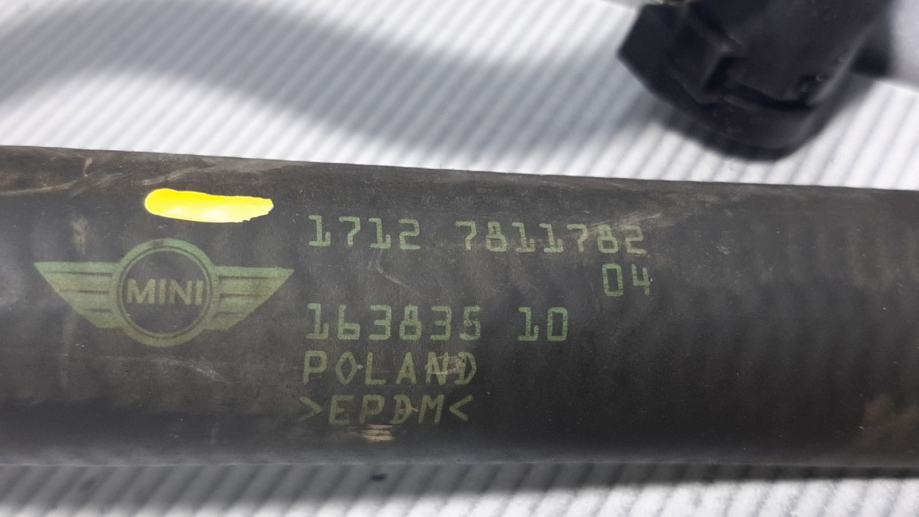 1712 7811782
04
MINI
163835 10
POLAND
>EPDM<